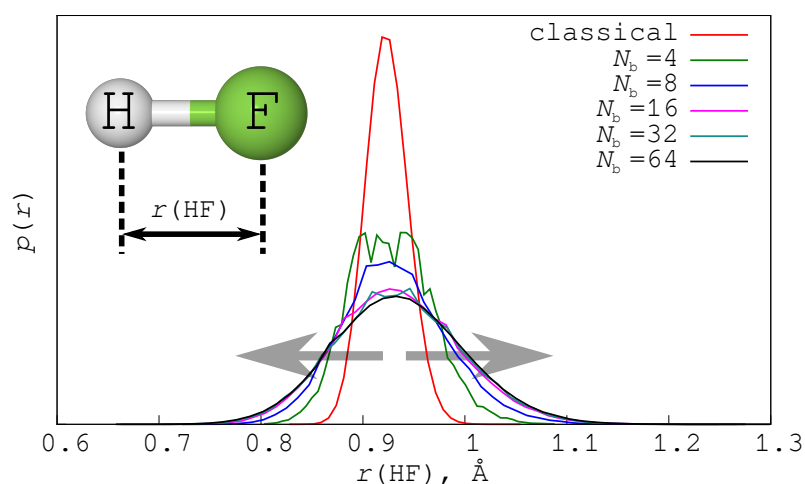 classical
N_b=4
N_b=8
N_b=16
N_b=32
N_b=64
H F
r(HF)
p(r)
0.6 0.7 0.8 0.9 1 1.1 1.2 1.3
r(HF), Å